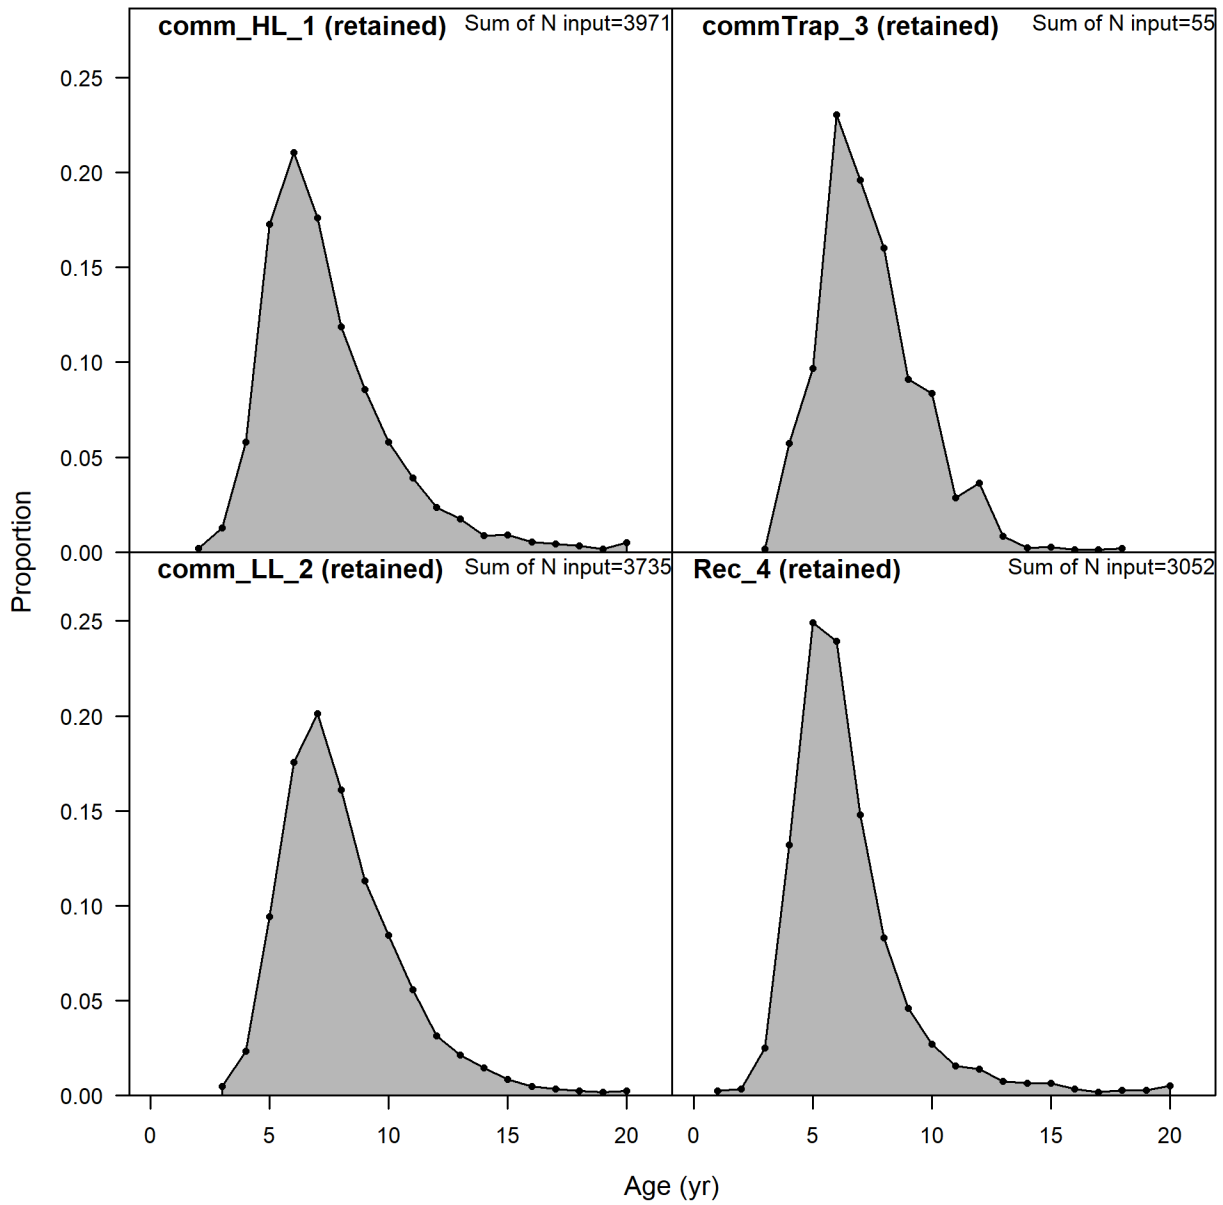 comm_HL_1 (retained) Sum of N input=3971
commTrap_3 (retained) Sum of N input=55
0.25
0.20
0.15
0.10
0.05
0.00
comm_LL_2 (retained) Sum of N input=3735
Rec_4 (retained) Sum of N input=3052
0.25
0.20
0.15
0.10
0.05
0.00
Proportion
0 5 10 15 20
0 5 10 15 20
Age (yr)